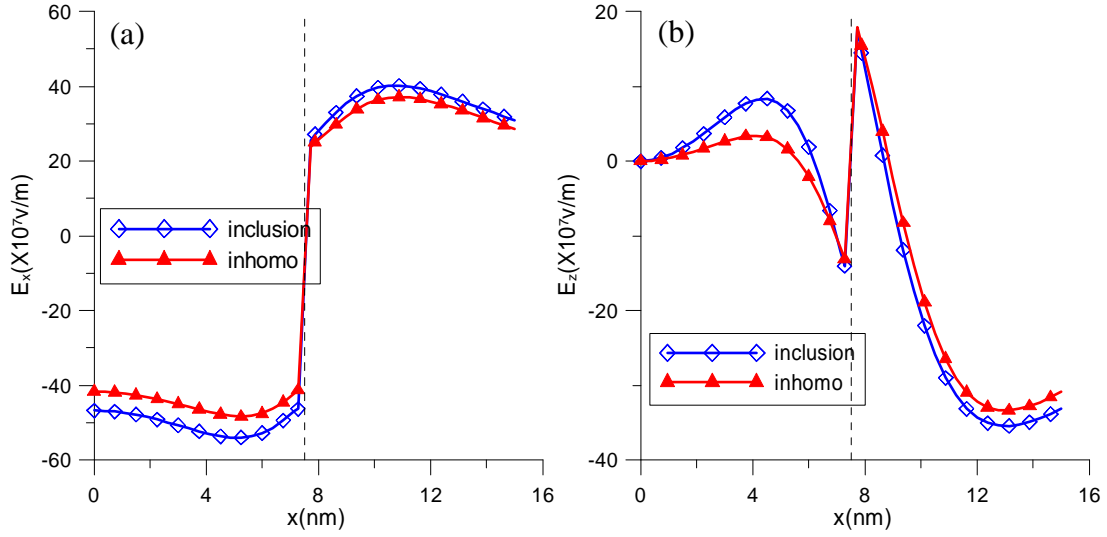 (a)
60
40
20
0
-20
-40
-60
Eₓ(X10⁷v/m)
inclusion
inhomo
0
4
8
12
16
x(nm)
(b)
20
0
-20
-40
E_z(X10⁷v/m)
inclusion
inhomo
0
4
8
12
16
x(nm)